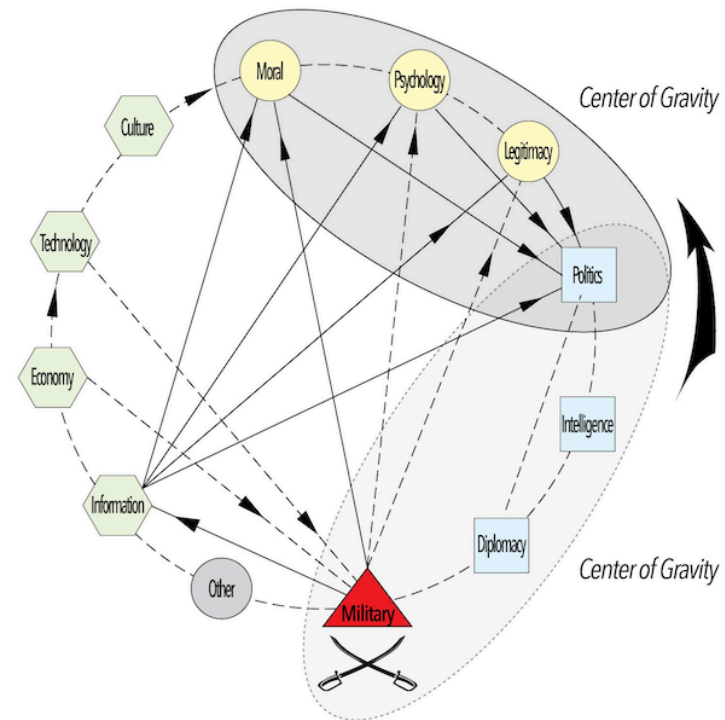 Moral
Psychology
Center of Gravity
Culture
Legitimacy
Technology
Politics
Economy
Intelligence
Information
Diplomacy
Center of Gravity
Other
Military